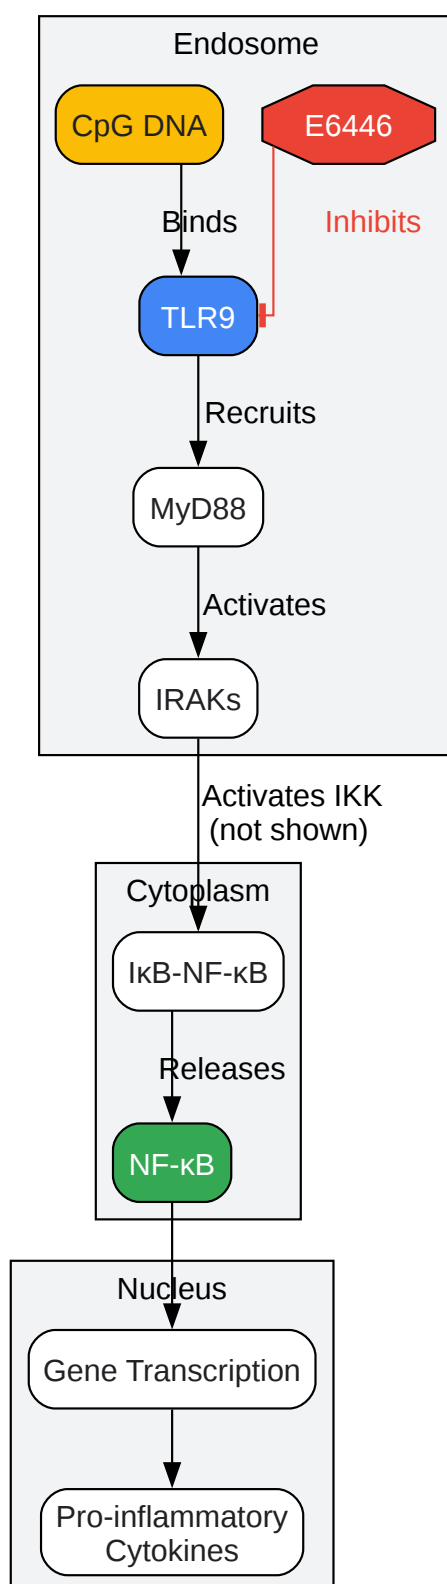 Endosome
CpG DNA
E6446
Binds
Inhibits
TLR9
Recruits
MyD88
Activates
IRAKs
Activates IKK
(not shown)
Cytoplasm
IκB-NF-κB
Releases
NF-κB
Nucleus
Gene Transcription
Pro-inflammatory
Cytokines